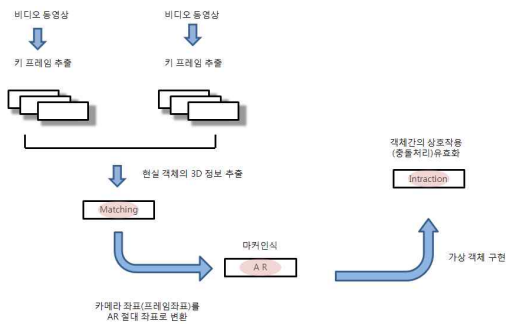 비디오 동영상
비디오 동영상
키 프레임 추출
키 프레임 추출
현실 객체의 3D 정보 추출
Matching
객체간의 상호작용
(중돌처리)유효화
Intraction
마커인식
A R
가상 객체 구현
카메라 좌표(프레임좌표)를
AR 절대 좌표로 변환